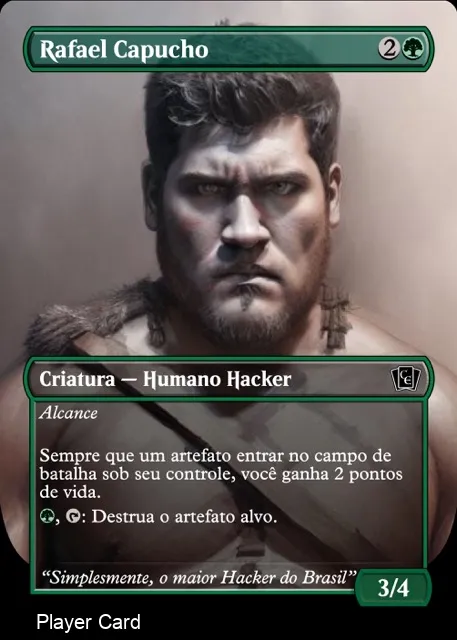 Rafael Capucho
2
Criatura — Humano Hacker
CE
Alcance
Sempre que um artefato entrar no campo de
batalha sob seu controle, você ganha 2 pontos
de vida.
, : Destrua o artefato alvo.
“Simplesmente, o maior Hacker do Brasil”
3/4
Player Card